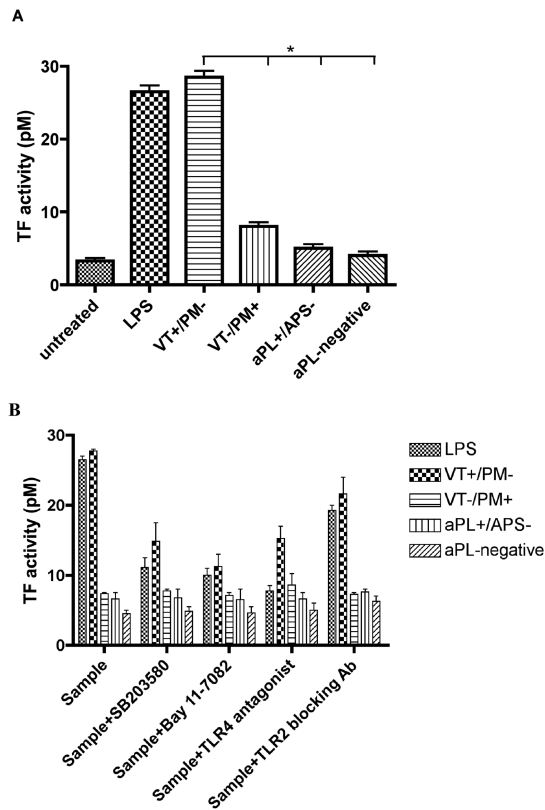 A
*
30
20
10
0
TF activity (pM)
untreated
LPS
VT+/PM-
VT-/PM+
aPL+/APS-
aPL-negative
B
30
20
10
0
TF activity (pM)
Sample
Sample+SB203580
Sample+Bay 11-7082
Sample+TLR4 antagonist
Sample+TLR2 blocking Ab
LPS
VT+/PM-
VT-/PM+
aPL+/APS-
aPL-negative